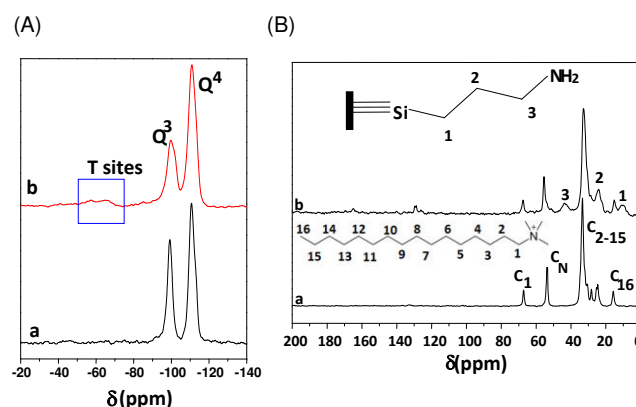 (A)
Q4
Q3
T sites
b
a
-20 -40 -60 -80 -100 -120 -140
δ(ppm)
(B)
NH2
2
Si
1
3
b
3
2
1
16 14 12 10 8 6 4 2 N+
15 13 11 9 7 5 3 1
C2-15
CN
C1
C16
a
200 180 160 140 120 100 80 60 40 20 0
δ(ppm)